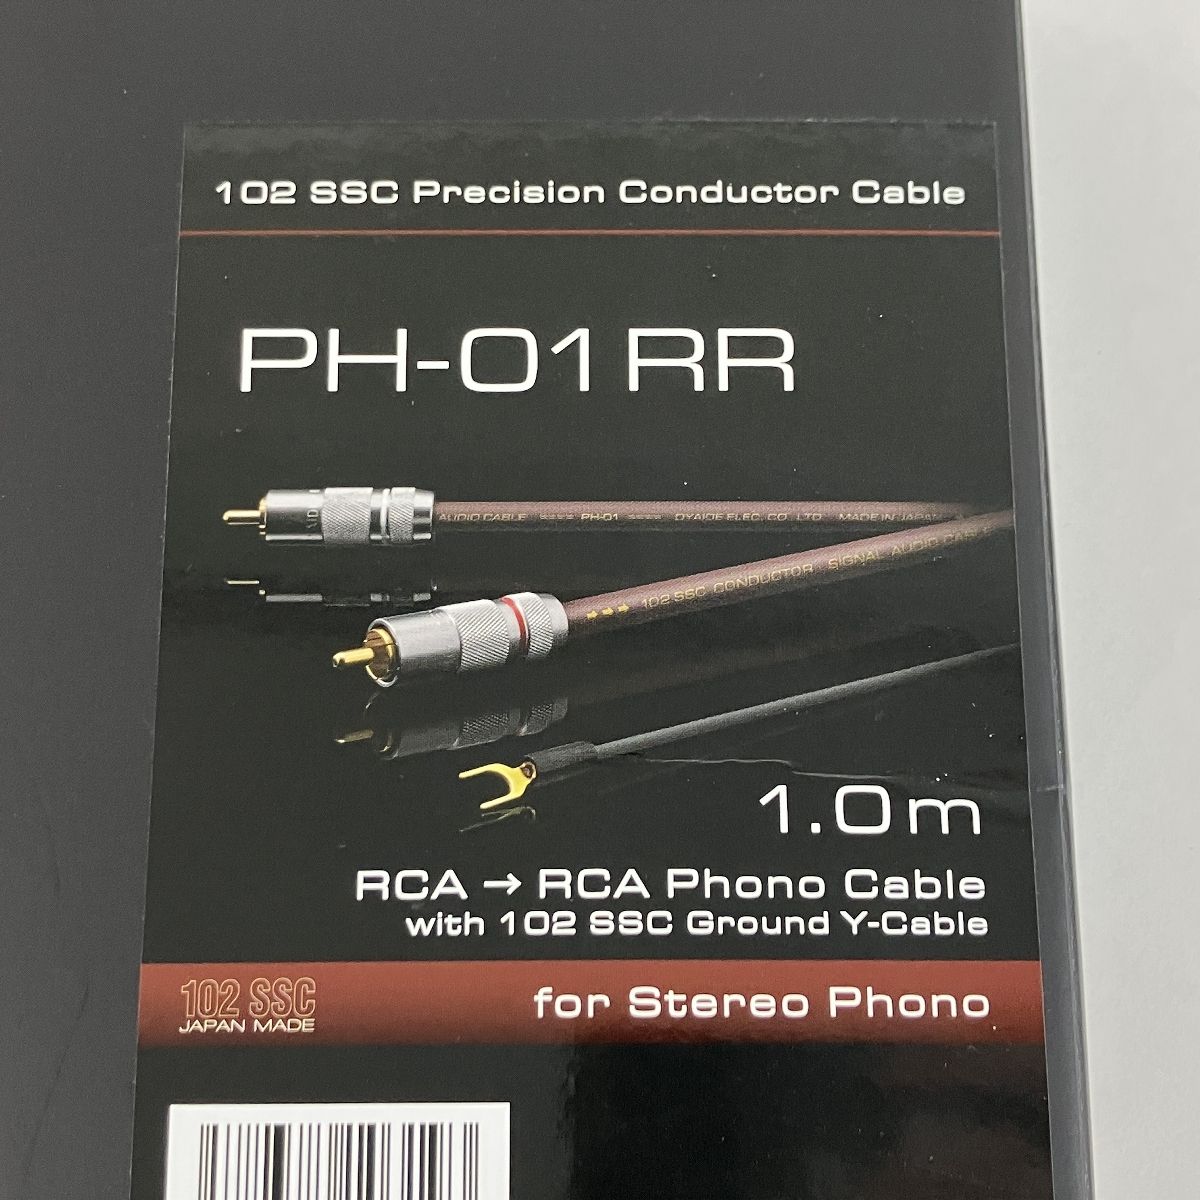 102 SSC Precision Conductor Cable
PH-01RR
AUDIO CABLE PH-01 OYAIDE ELEC. CO. LTD. MADE IN JAPAN
102 SSC CONDUCTOR SIGNAL AUDIO
1.0m
RCA → RCA Phono Cable
with 102 SSC Ground Y-Cable
102 SSC
JAPAN MADE
for Stereo Phono